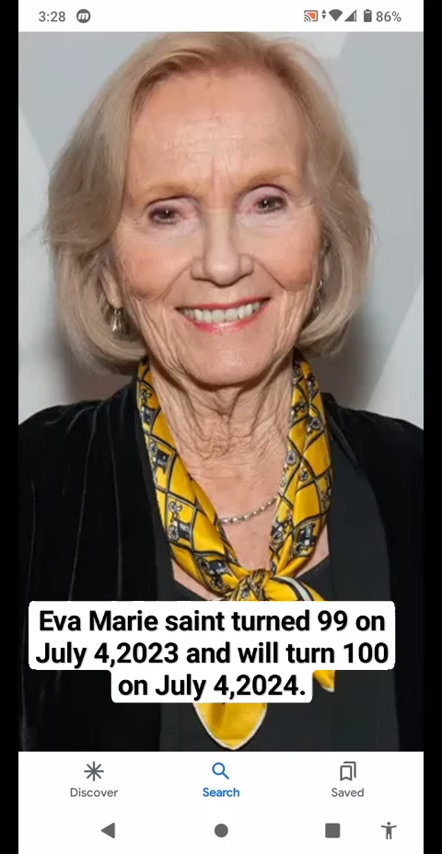 3:28
86%
Eva Marie saint turned 99 on
July 4,2023 and will turn 100
on July 4,2024.
Discover
Search
Saved